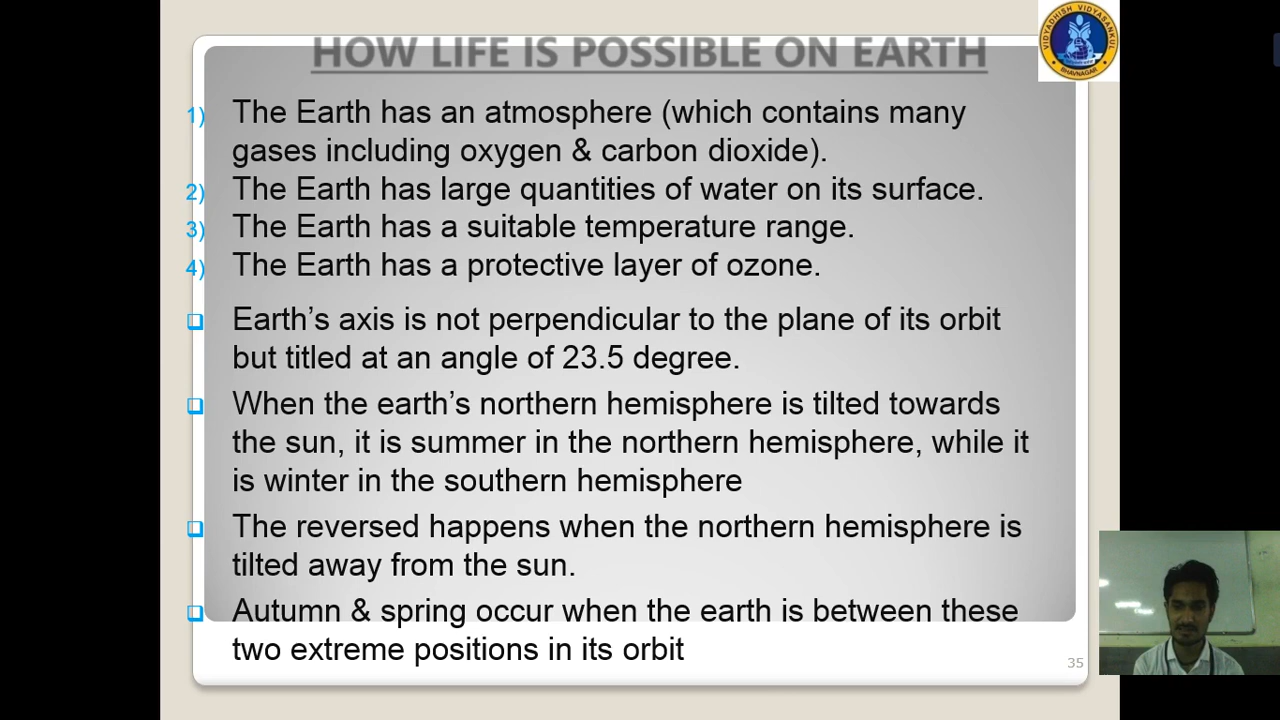 HOW LIFE IS POSSIBLE ON EARTH
VIDYADHISH VIDYASANKUL
BHAVNAGAR
1) The Earth has an atmosphere (which contains many
gases including oxygen & carbon dioxide).
2) The Earth has large quantities of water on its surface.
3) The Earth has a suitable temperature range.
4) The Earth has a protective layer of ozone.
Earth's axis is not perpendicular to the plane of its orbit
but titled at an angle of 23.5 degree.
When the earth's northern hemisphere is tilted towards
the sun, it is summer in the northern hemisphere, while it
is winter in the southern hemisphere
The reversed happens when the northern hemisphere is
tilted away from the sun.
Autumn & spring occur when the earth is between these
two extreme positions in its orbit
35